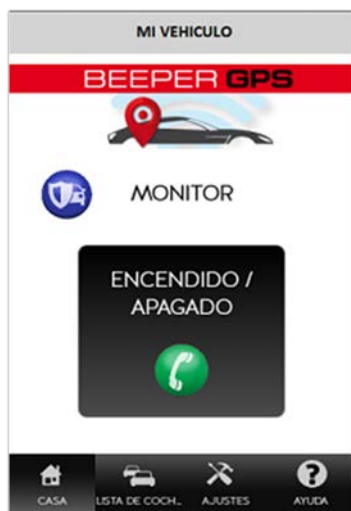 MI VEHICULO
BEEPER GPS
MONITOR
ENCENDIDO /
APAGADO
CASA
LISTA DE COCH...
AJUSTES
AYUDA